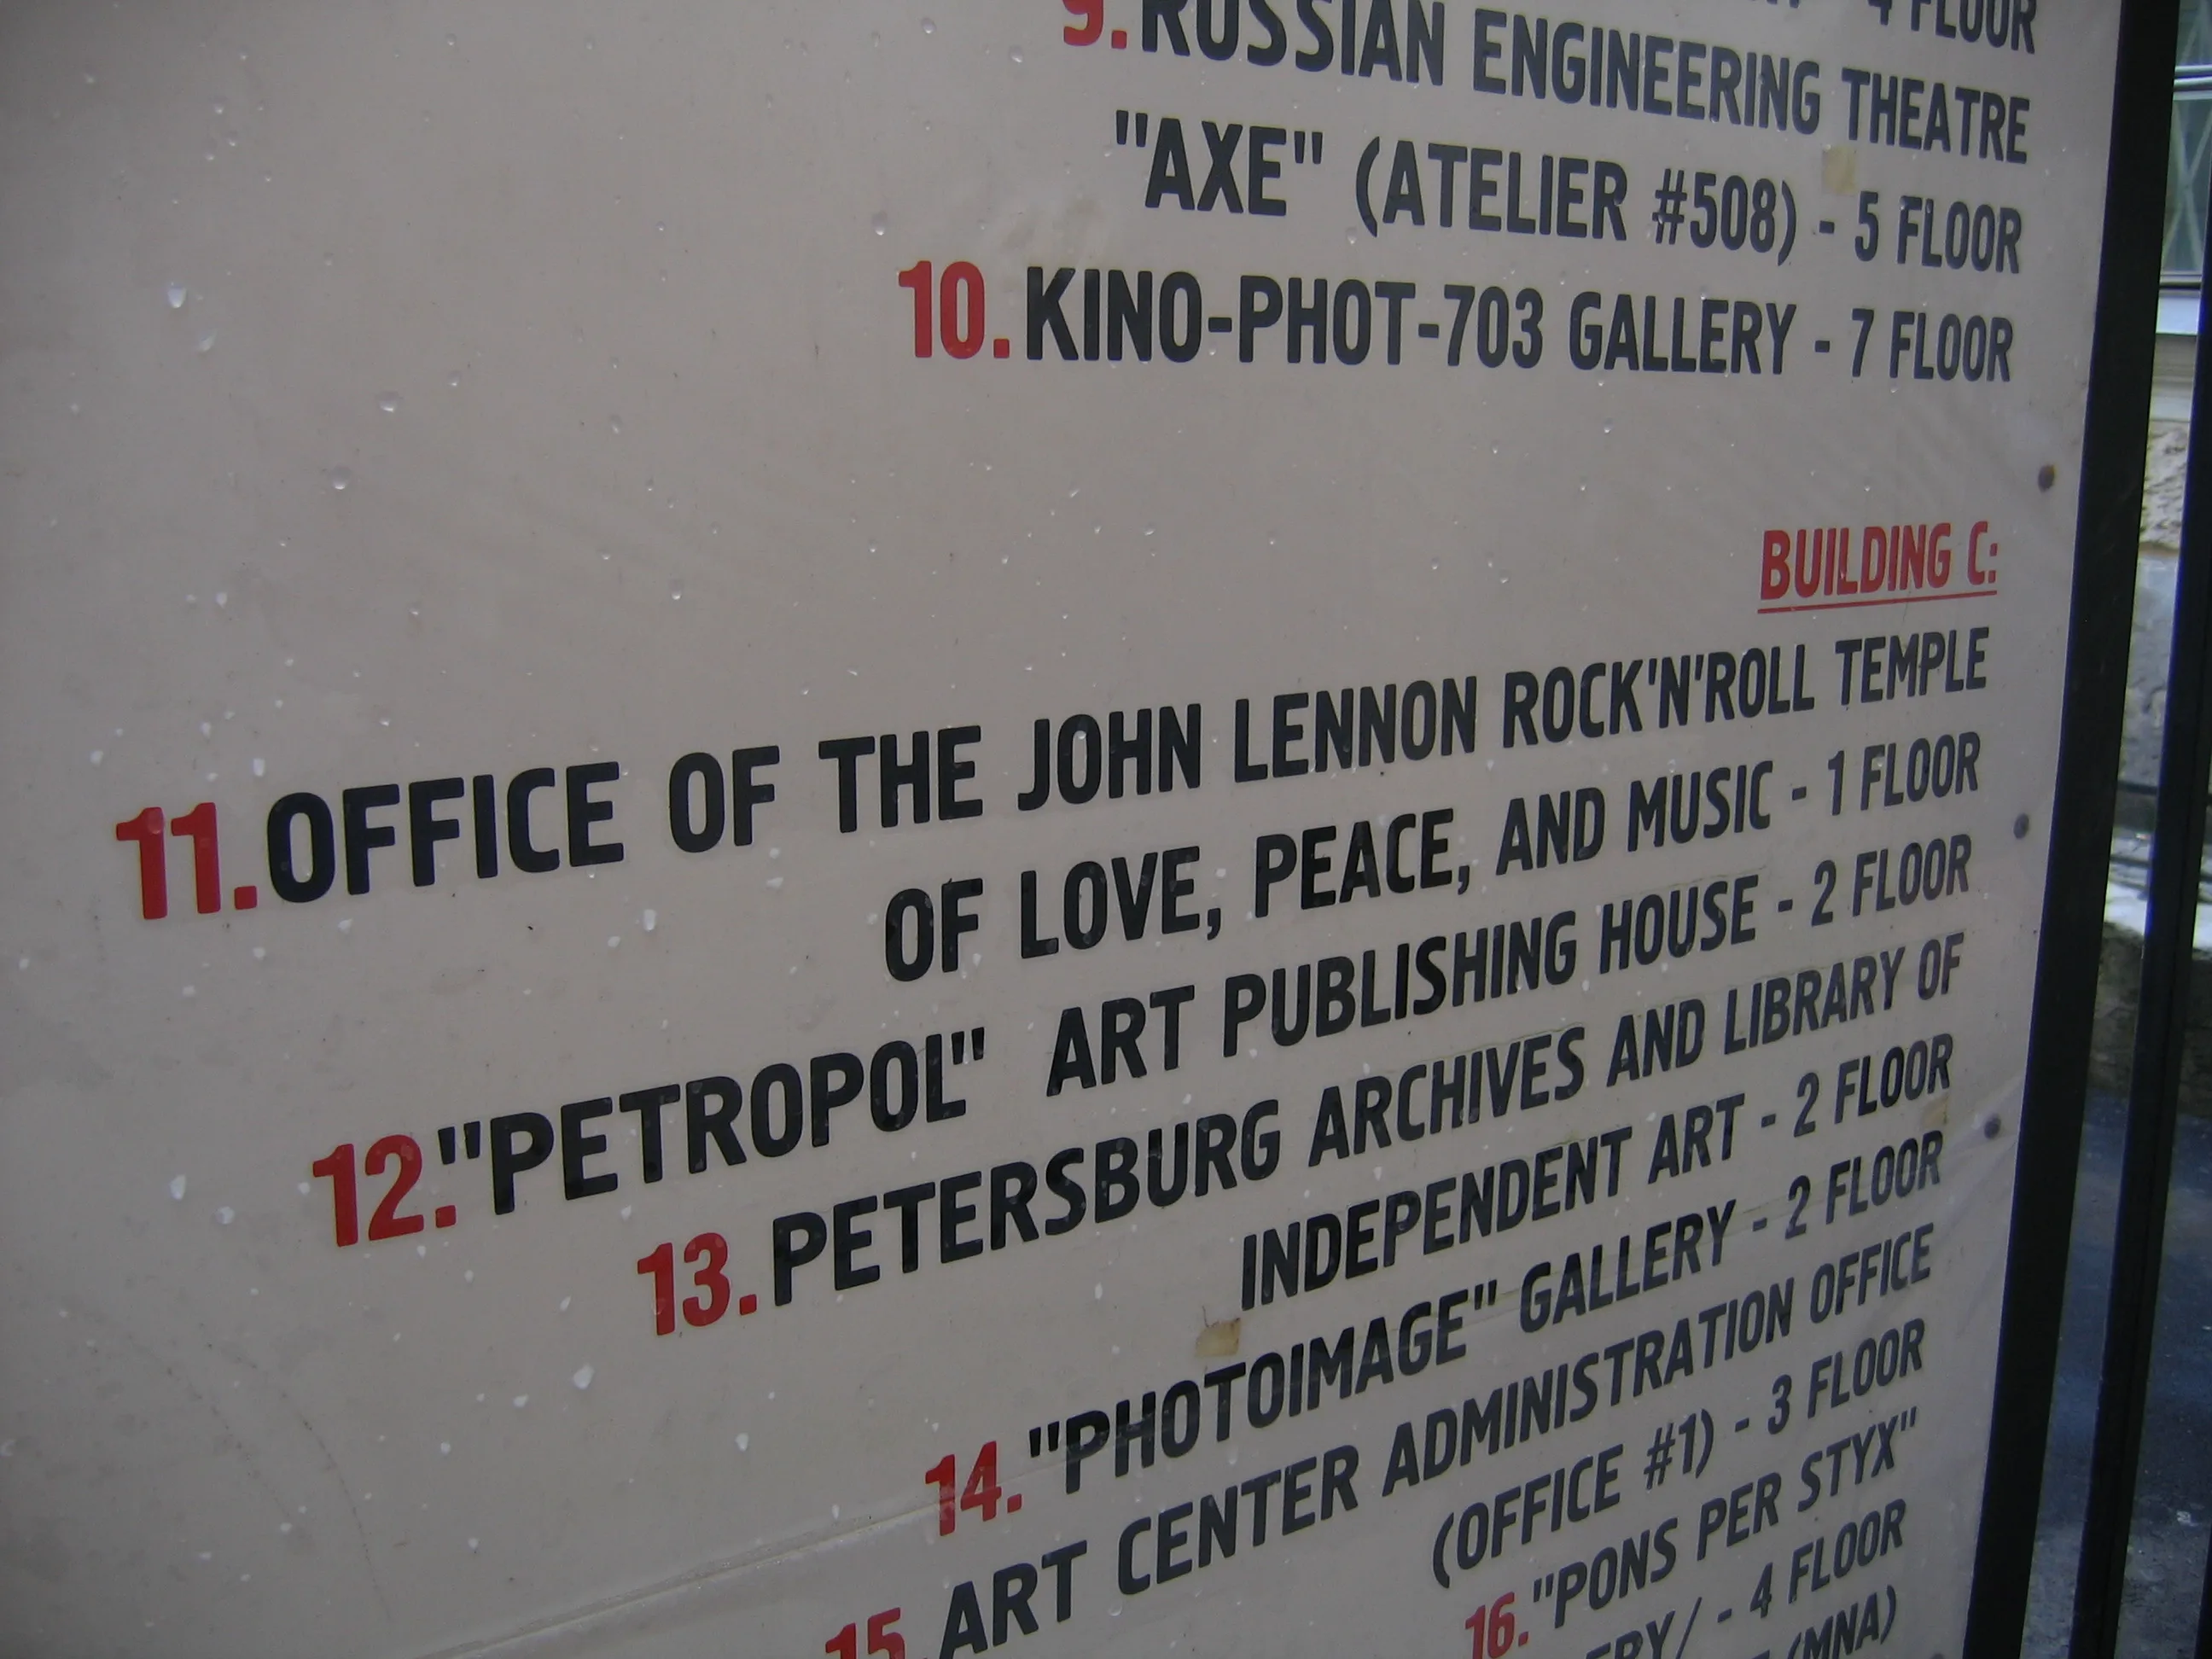 4 FLOOR
9. RUSSIAN ENGINEERING THEATRE
"AXE" (ATELIER #508) - 5 FLOOR
10. KINO-PHOT-703 GALLERY - 7 FLOOR
BUILDING C:
11. OFFICE OF THE JOHN LENNON ROCK'N'ROLL TEMPLE
OF LOVE, PEACE, AND MUSIC - 1 FLOOR
12. "PETROPOL" ART PUBLISHING HOUSE - 2 FLOOR
13. PETERSBURG ARCHIVES AND LIBRARY OF
INDEPENDENT ART - 2 FLOOR
14. "PHOTOIMAGE" GALLERY - 2 FLOOR
15. ART CENTER ADMINISTRATION OFFICE
(OFFICE #1) - 3 FLOOR
16. "PONS PER STYX"
/ - 4 FLOOR
(MNA)